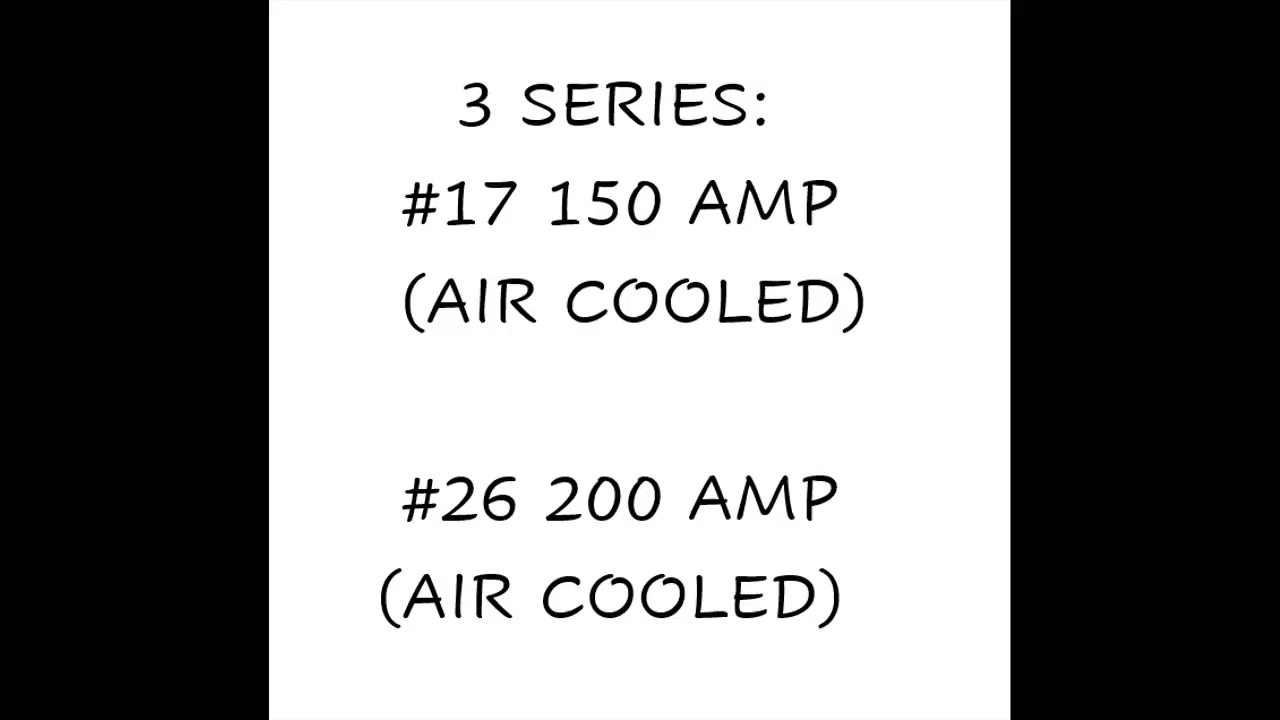 3 SERIES:
#17 150 AMP
(AIR COOLED)
#26 200 AMP
(AIR COOLED)